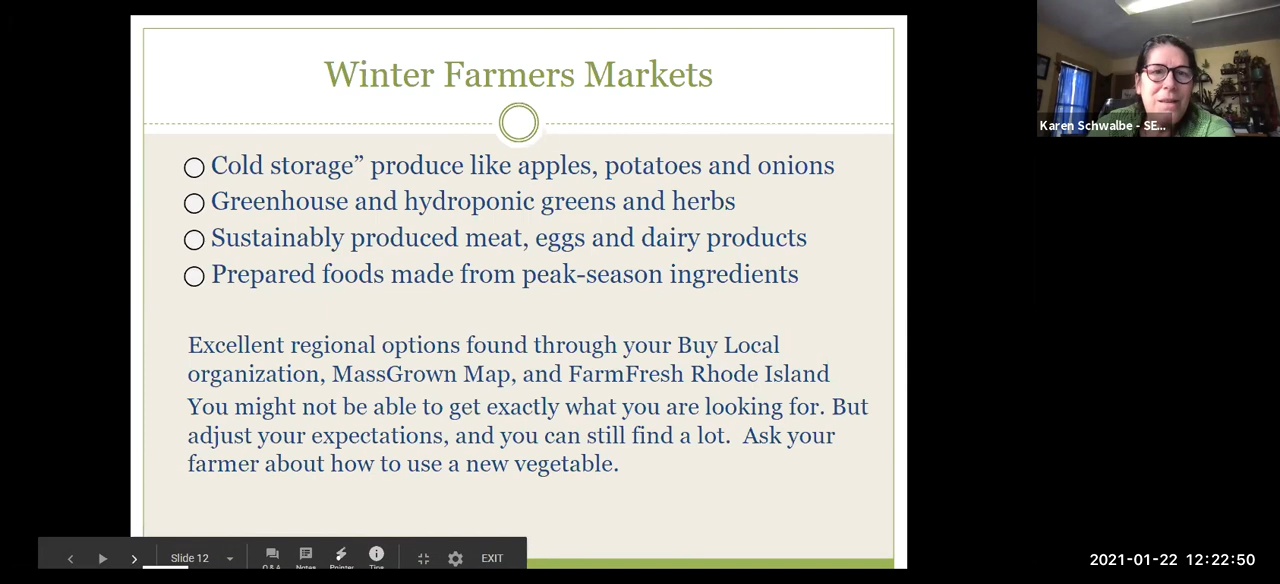 Winter Farmers Markets
Cold storage” produce like apples, potatoes and onions
Greenhouse and hydroponic greens and herbs
Sustainably produced meat, eggs and dairy products
Prepared foods made from peak-season ingredients
Excellent regional options found through your Buy Local
organization, MassGrown Map, and FarmFresh Rhode Island
You might not be able to get exactly what you are looking for. But
adjust your expectations, and you can still find a lot.  Ask your
farmer about how to use a new vegetable.
Karen Schwalbe - SE...
Slide 12
Q & A Notes Pointer Tips
EXIT
2021-01-22 12:22:50